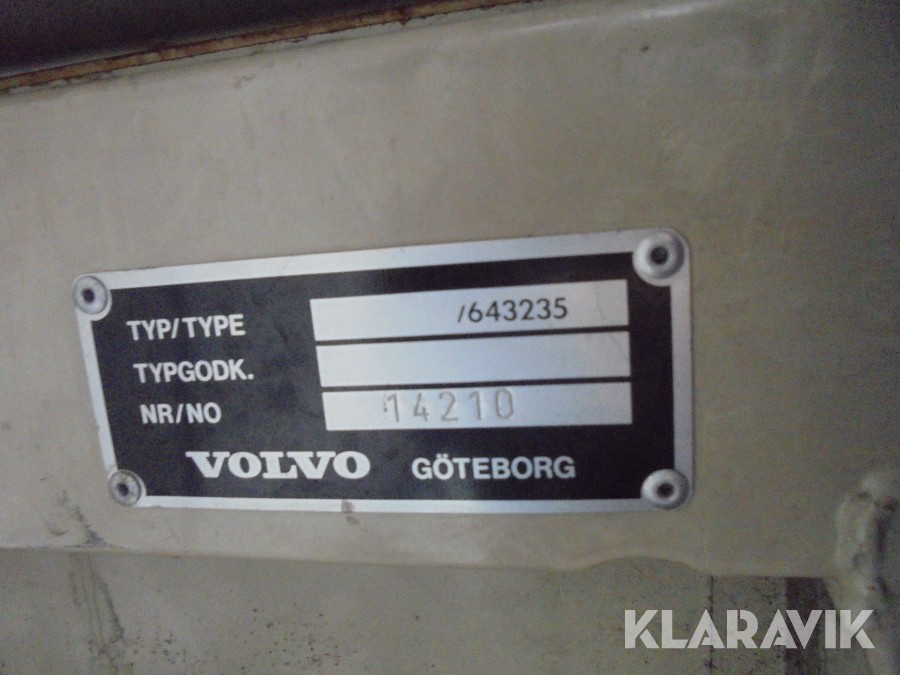 TYP/TYPE /643235
TYPGODK.
NR/NO 14210
VOLVO GÖTEBORG
KLARAVIK